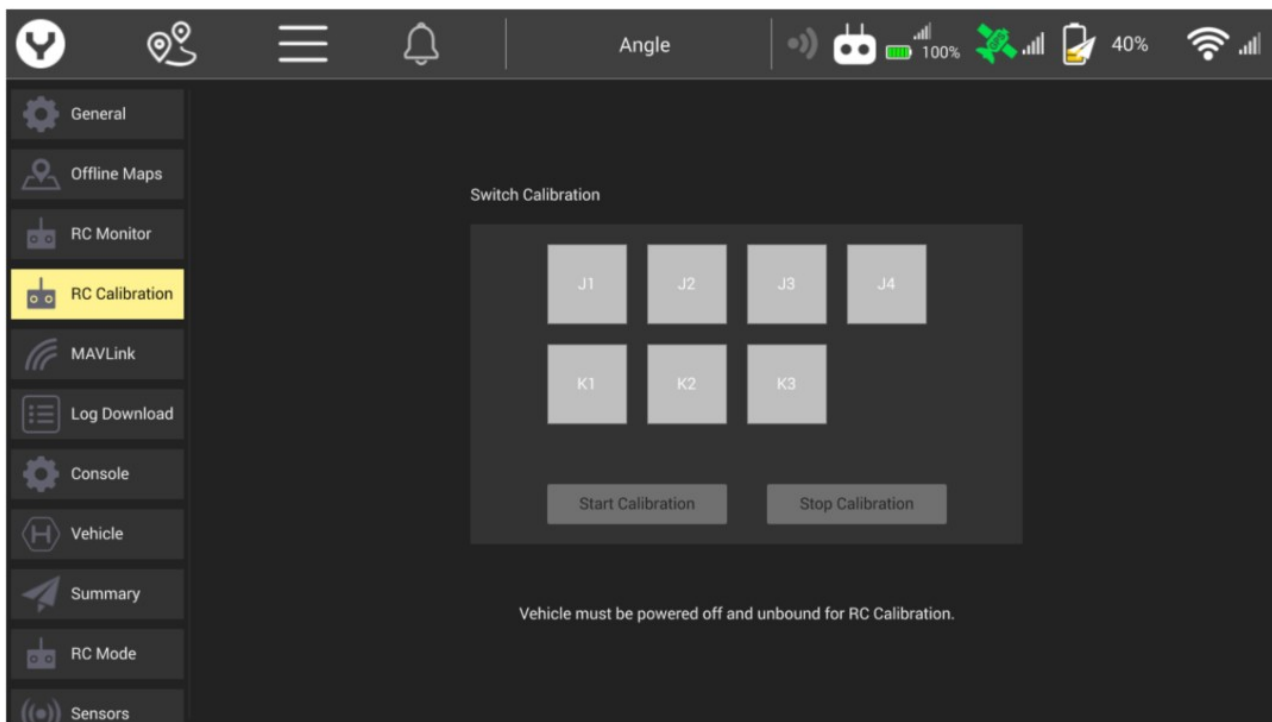 Angle
100%
40%
General
Offline Maps
RC Monitor
RC Calibration
MAVLink
Log Download
Console
Vehicle
Summary
RC Mode
Sensors
Switch Calibration
J1 J2 J3 J4
K1 K2 K3
Start Calibration Stop Calibration
Vehicle must be powered off and unbound for RC Calibration.